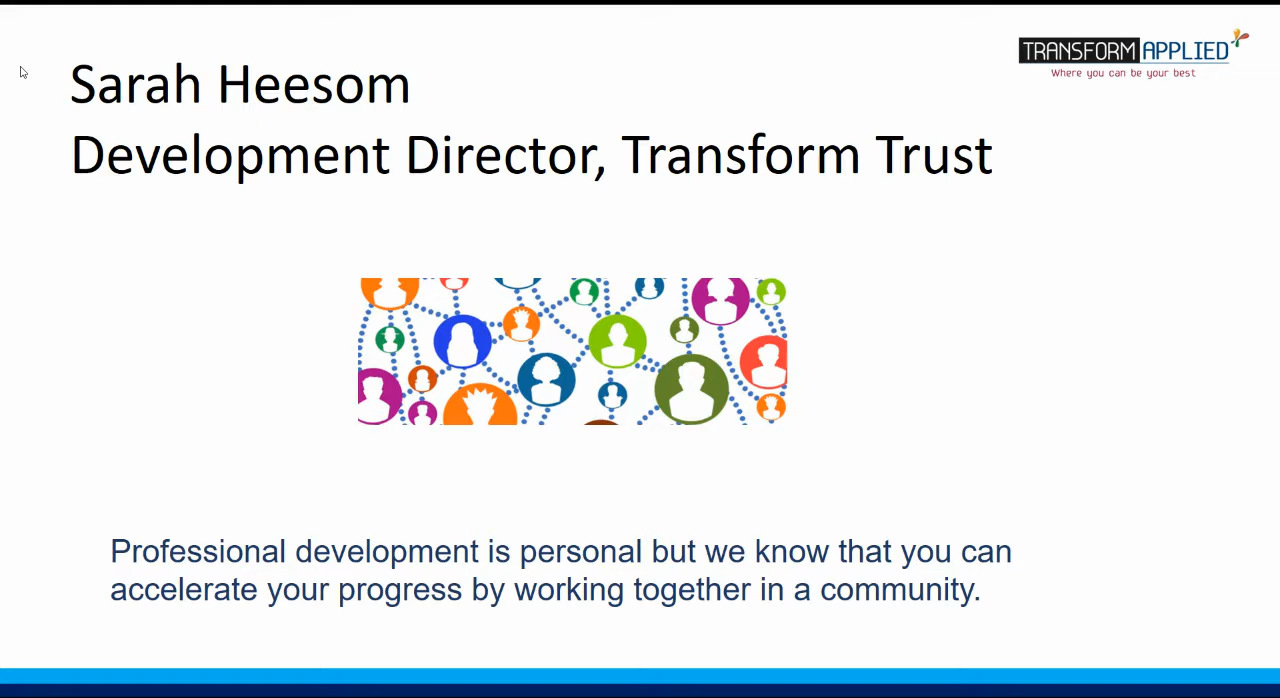 TRANSFORM APPLIED
Where you can be your best
Sarah Heesom
Development Director, Transform Trust
Professional development is personal but we know that you can
accelerate your progress by working together in a community.